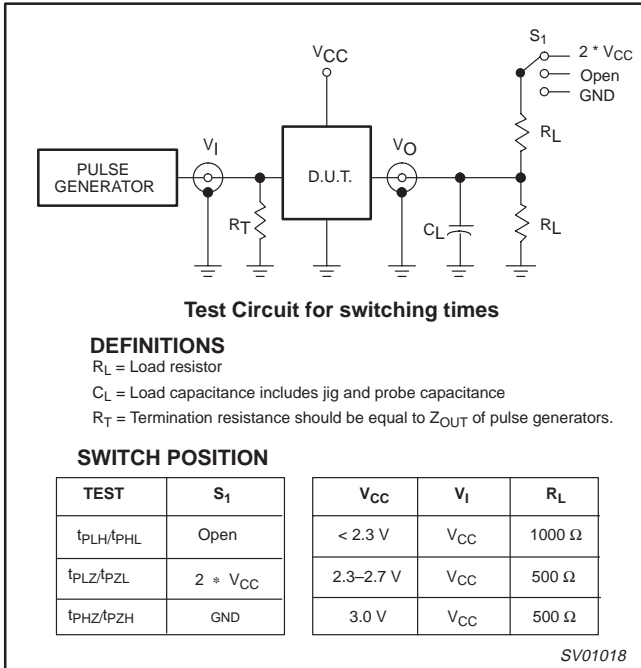 VCC
S1
2 * VCC
Open
GND
RL
VI
VO
PULSE
GENERATOR
D.U.T.
RT
CL
RL
Test Circuit for switching times
DEFINITIONS
RL = Load resistor
CL = Load capacitance includes jig and probe capacitance
RT = Termination resistance should be equal to ZOUT of pulse generators.
SWITCH POSITION
TEST S1
tPLH/tPHL Open
tPLZ/tPZL 2 * VCC
tPHZ/tPZH GND
VCC VI RL
< 2.3 V VCC 1000 Ω
2.3–2.7 V VCC 500 Ω
3.0 V VCC 500 Ω
SV01018